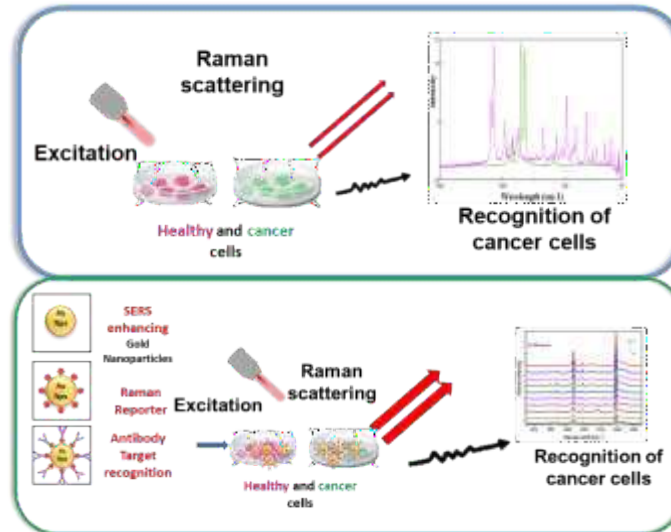 Raman
scattering
Excitation
Healthy and cancer
cells
Recognition of
cancer cells
SERS
enhancing
Gold
Nanoparticles
Raman
Reporter
Antibody
Target
recognition
Raman
scattering
Excitation
Healthy and cancer
cells
Recognition of
cancer cells